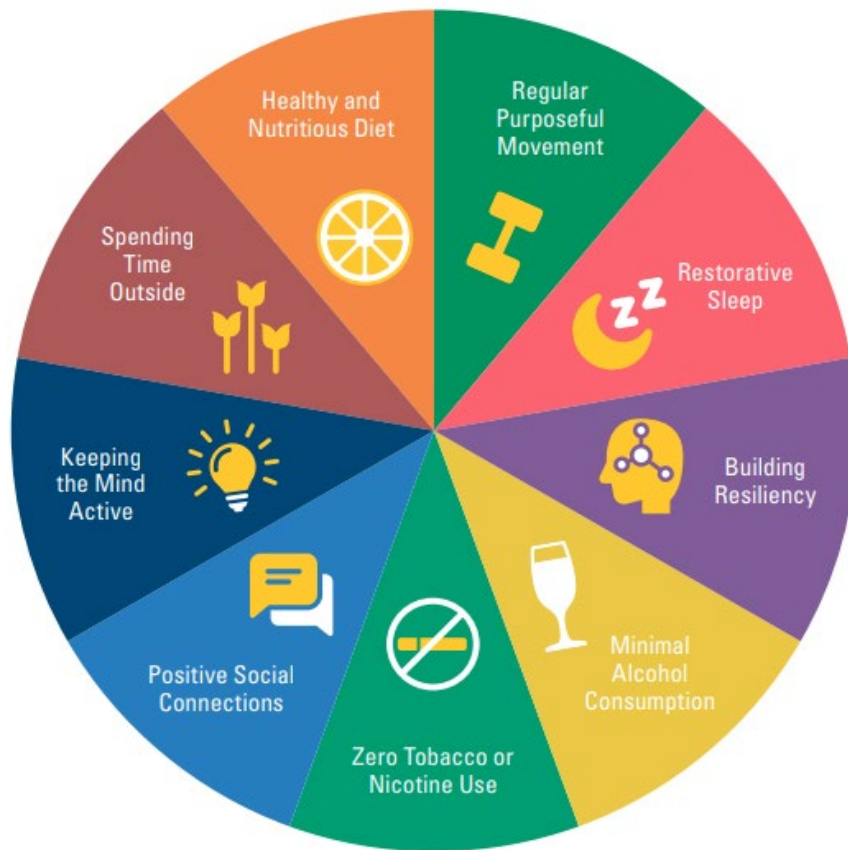 Healthy and
Nutritious Diet
Regular
Purposeful
Movement
Restorative
Sleep
Building
Resiliency
Minimal
Alcohol
Consumption
Zero Tobacco or
Nicotine Use
Positive Social
Connections
Keeping
the Mind
Active
Spending
Time
Outside
zz